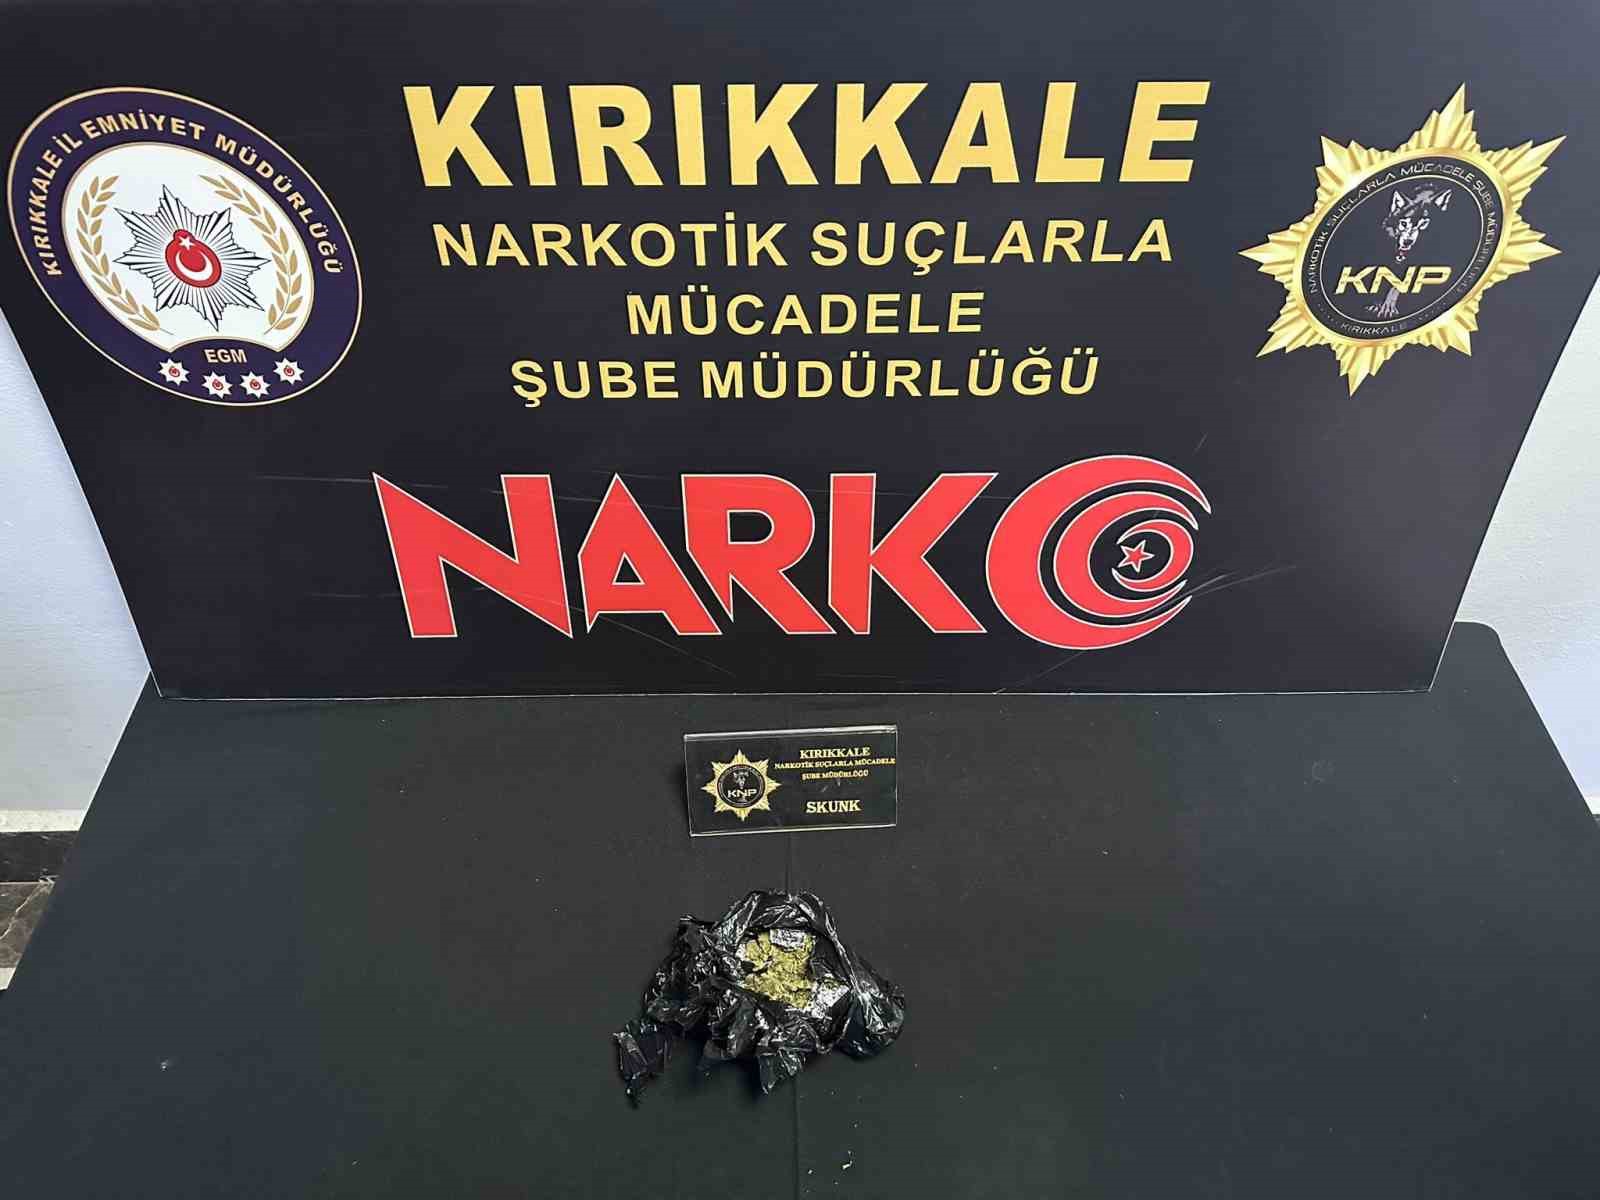 KIRIKKALE İL EMNİYET MÜDÜRLÜĞÜ
EGM
KIRIKKALE
NARKOTİK SUÇLARLA
MÜCADELE
ŞUBE MÜDÜRLÜĞÜ
NARKOTİK SUÇLARLA MÜCADELE ŞUBE MÜDÜRLÜĞÜ
KNP
KIRIKKALE
NARKO
KNP
KIRIKKALE
NARKOTİK SUÇLARLA MÜCADELE
ŞUBE MÜDÜRLÜĞÜ
SKUNK